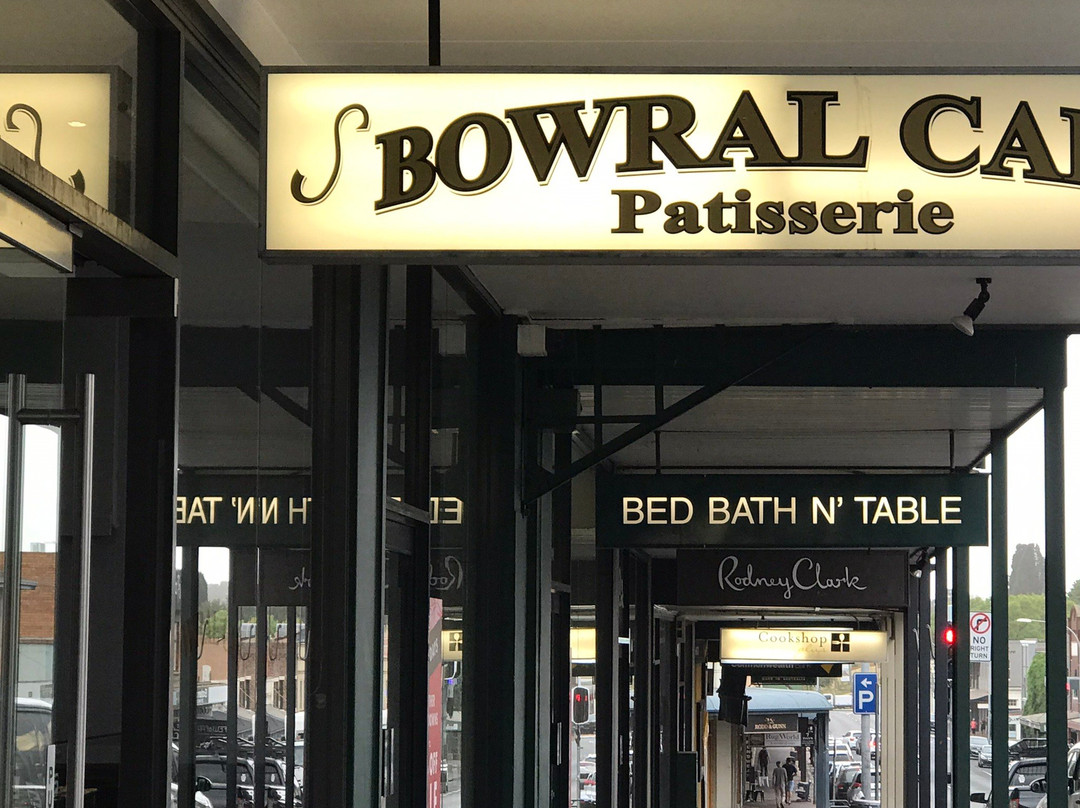 BOWRAL CA
Patisserie
BED BATH N' TABLE
Rodney Clark
Cookshop
NO
RIGHT
TURN
P